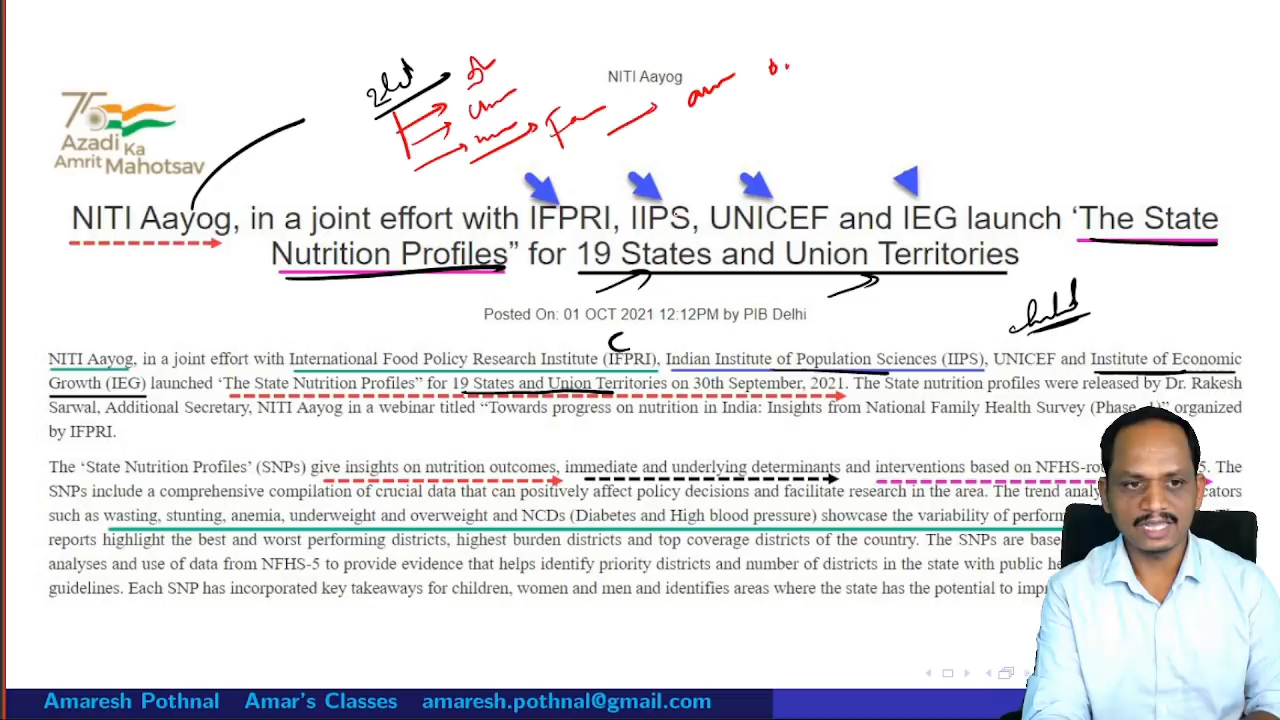 NITI Aayog
75
Azadi Ka
Amrit Mahotsav
NITI Aayog, in a joint effort with IFPRI, IIPS, UNICEF and IEG launch ‘The State
Nutrition Profiles” for 19 States and Union Territories
Posted On: 01 OCT 2021 12:12PM by PIB Delhi
NITI Aayog, in a joint effort with International Food Policy Research Institute (IFPRI), Indian Institute of Population Sciences (IIPS), UNICEF and Institute of Economic
Growth (IEG) launched ‘The State Nutrition Profiles” for 19 States and Union Territories on 30th September, 2021. The State nutrition profiles were released by Dr. Rakesh
Sarwal, Additional Secretary, NITI Aayog in a webinar titled “Towards progress on nutrition in India: Insights from National Family Health Survey (Phase organized
by IFPRI.
The ‘State Nutrition Profiles’ (SNPs) give insights on nutrition outcomes, immediate and underlying determinants and interventions based on 5. The
SNPs include a comprehensive compilation of crucial data that can positively affect policy decisions and facilitate research in the area. The trend
such as wasting, stunting, anemia, underweight and overweight and NCDs (Diabetes and High blood pressure) showcase the variability of
reports highlight the best and worst performing districts, highest burden districts and top coverage districts of the country. The SNPs are
analyses and use of data from NFHS-5 to provide evidence that helps identify priority districts and number of districts in the state with public
guidelines. Each SNP has incorporated key takeaways for children, women and men and identifies areas where the state has the potential to
Amaresh Pothnal Amar's Classes amaresh.pothnal@gmail.com